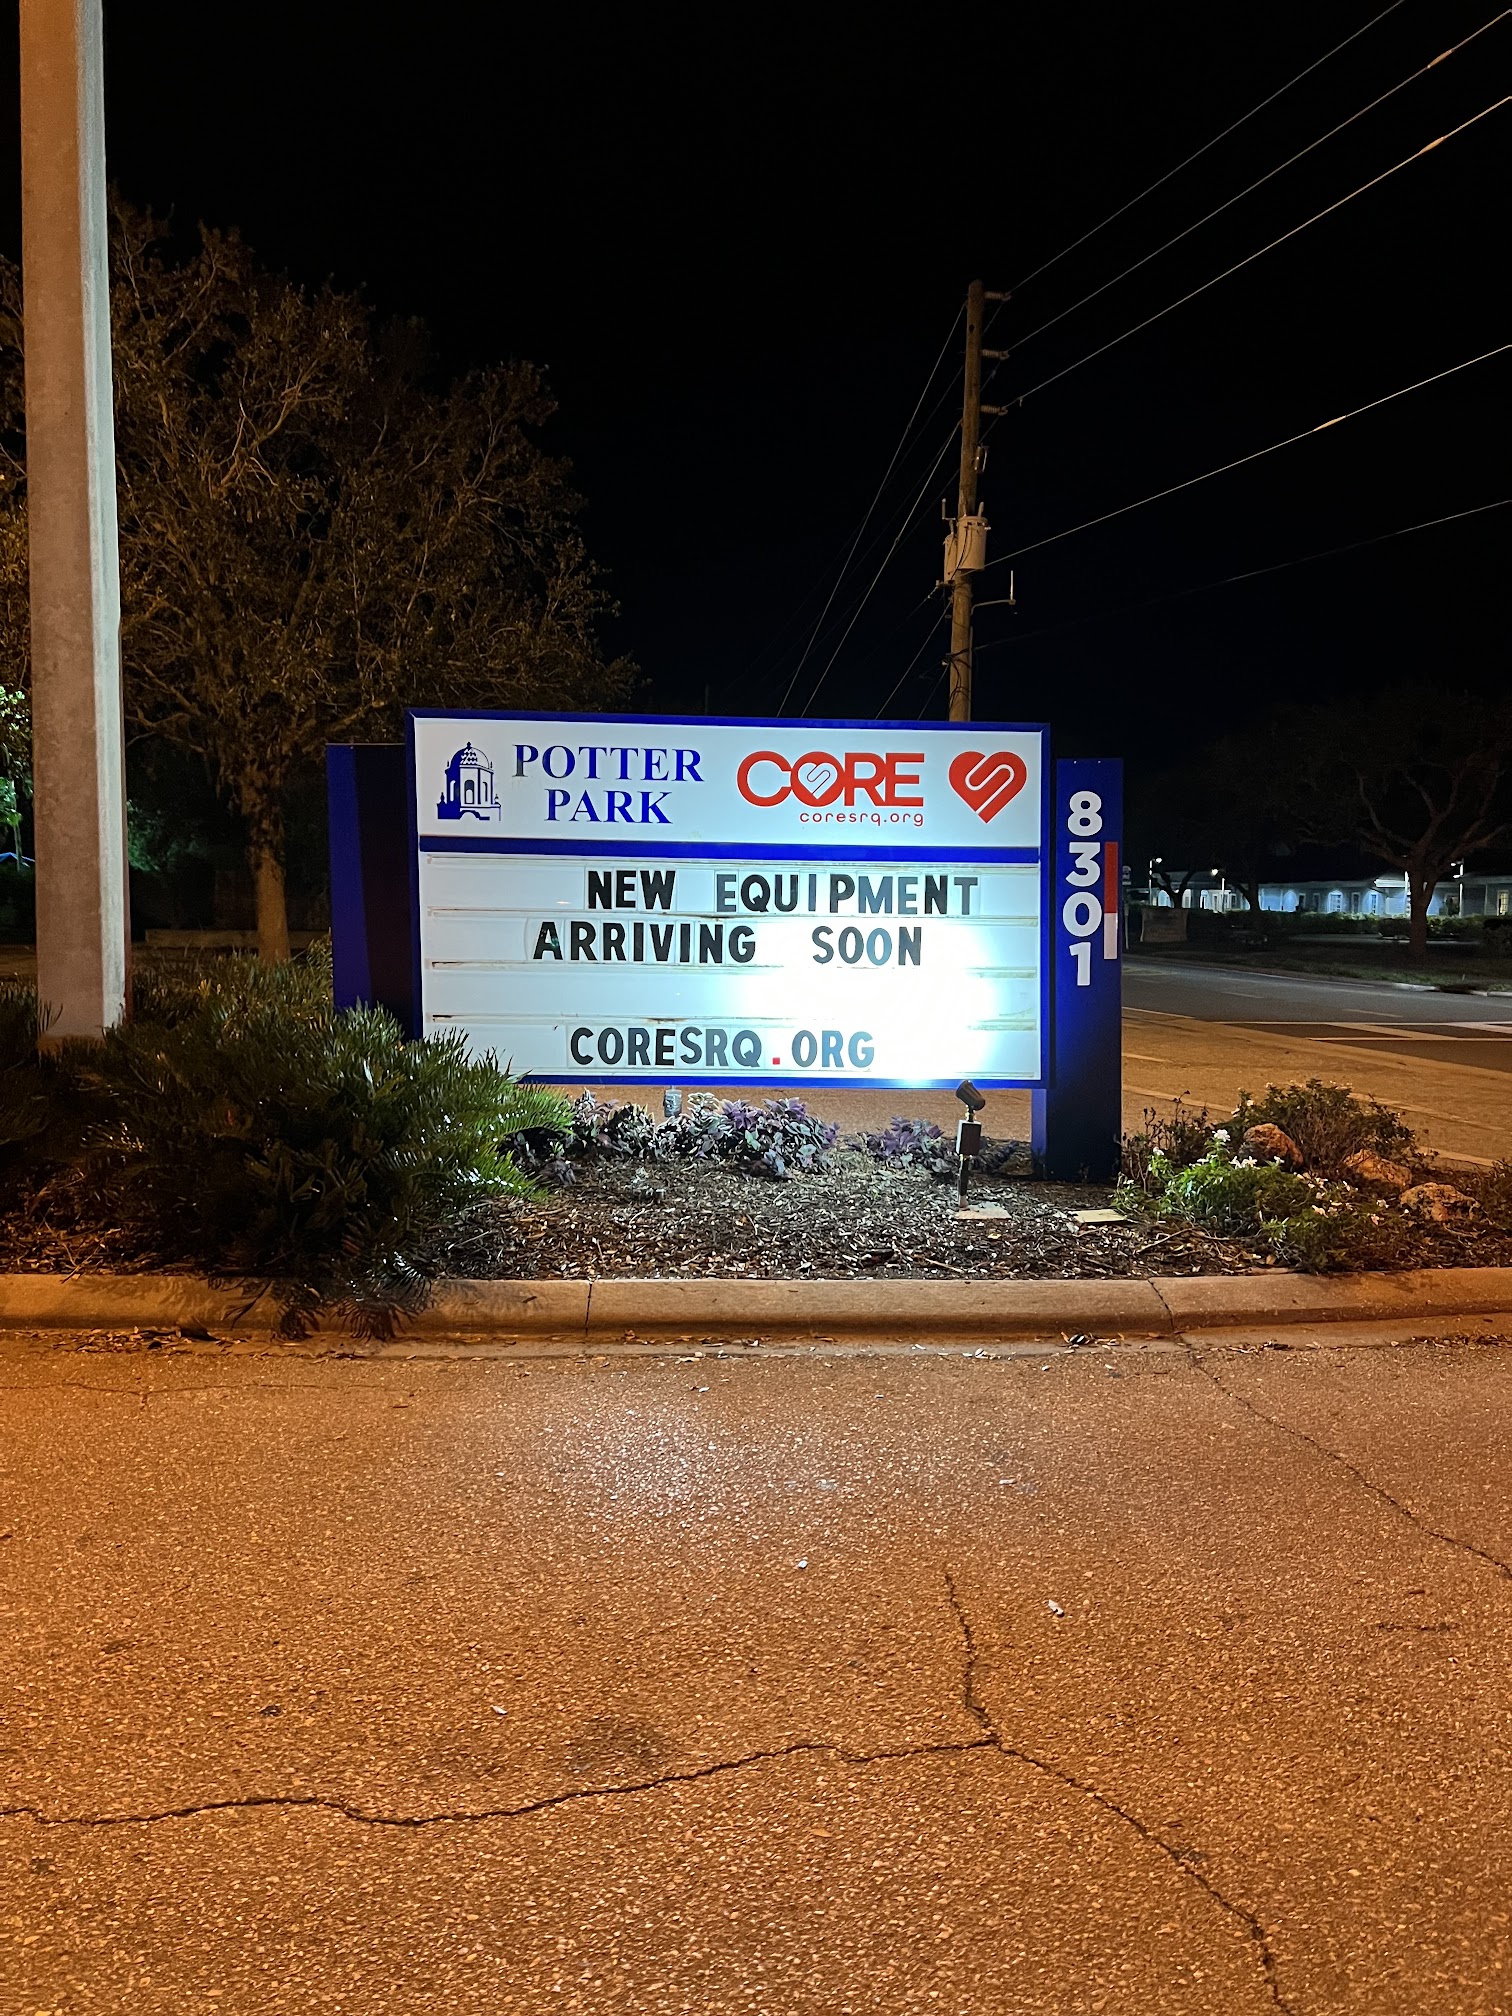 POTTER
PARK
CORE
coresrq.org
8301
NEW EQUIPMENT
ARRIVING SOON
CORESRQ.ORG